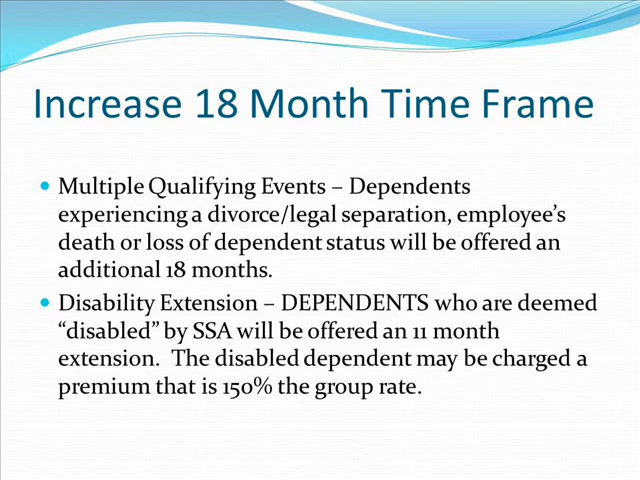 Increase 18 Month Time Frame
• Multiple Qualifying Events – Dependents
experiencing a divorce/legal separation, employee’s
death or loss of dependent status will be offered an
additional 18 months.
• Disability Extension – DEPENDENTS who are deemed
“disabled” by SSA will be offered an 11 month
extension.  The disabled dependent may be charged a
premium that is 150% the group rate.